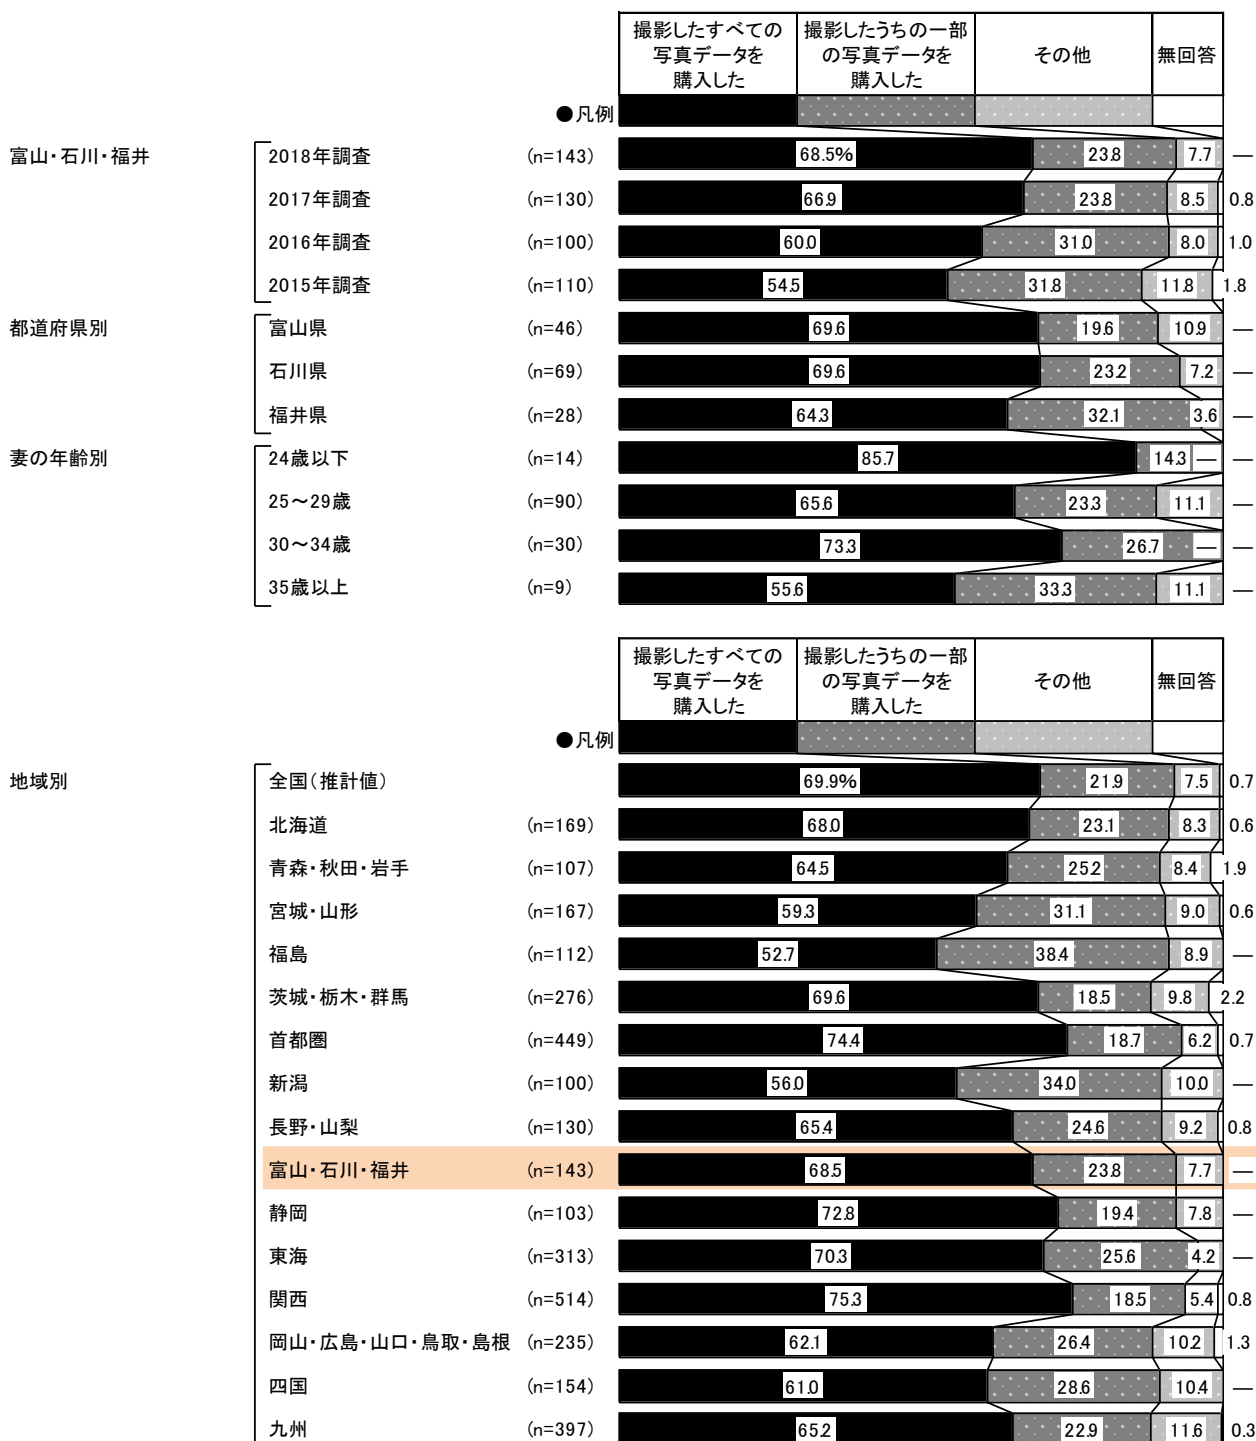 撮影したすべての 撮影したうちの一部
写真データを の写真データを その他 無回答
購入した 購入した
●凡例
富山・石川・福井 2018年調査 (n=143) 68.5% 23.8 7.7 —
2017年調査 (n=130) 66.9 23.8 8.5 0.8
2016年調査 (n=100) 60.0 31.0 8.0 1.0
2015年調査 (n=110) 54.5 31.8 11.8 1.8
都道府県別 富山県 (n=46) 69.6 19.6 10.9 —
石川県 (n=69) 69.6 23.2 7.2 —
福井県 (n=28) 64.3 32.1 3.6 —
妻の年齢別 24歳以下 (n=14) 85.7 14.3 — —
25～29歳 (n=90) 65.6 23.3 11.1 —
30～34歳 (n=30) 73.3 26.7 — —
35歳以上 (n=9) 55.6 33.3 11.1 —
撮影したすべての 撮影したうちの一部
写真データを の写真データを その他 無回答
購入した 購入した
●凡例
地域別 全国(推計値) 69.9% 21.9 7.5 0.7
北海道 (n=169) 68.0 23.1 8.3 0.6
青森・秋田・岩手 (n=107) 64.5 25.2 8.4 1.9
宮城・山形 (n=167) 59.3 31.1 9.0 0.6
福島 (n=112) 52.7 38.4 8.9 —
茨城・栃木・群馬 (n=276) 69.6 18.5 9.8 2.2
首都圏 (n=449) 74.4 18.7 6.2 0.7
新潟 (n=100) 56.0 34.0 10.0 —
長野・山梨 (n=130) 65.4 24.6 9.2 0.8
富山・石川・福井 (n=143) 68.5 23.8 7.7 —
静岡 (n=103) 72.8 19.4 7.8 —
東海 (n=313) 70.3 25.6 4.2 —
関西 (n=514) 75.3 18.5 5.4 0.8
岡山・広島・山口・鳥取・島根 (n=235) 62.1 26.4 10.2 1.3
四国 (n=154) 61.0 28.6 10.4 —
九州 (n=397) 65.2 22.9 11.6 0.3